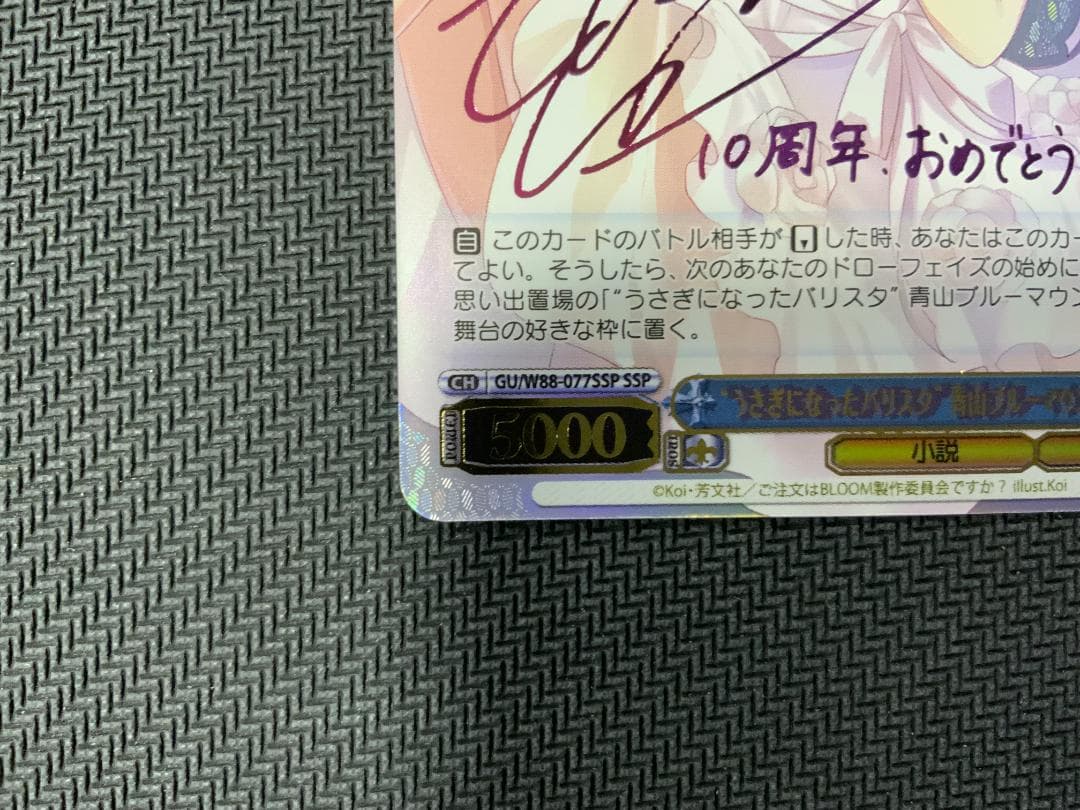 10周年.おめでとう
自 このカードのバトル相手が した時、あなたはこのカー
てよい。そうしたら、次のあなたのドローフェイズの始めに
思い出置場の「“うさぎになったバリスタ” 青山ブルーマウン
舞台の好きな枠に置く。
CH GU/W88-077SSP SSP
“うさぎになったバリスタ” 青山ブルーマウ
POWER 5000 SOUL 小説
©Koi・芳文社／ご注文はBLOOM製作委員会ですか？ illust.Koi